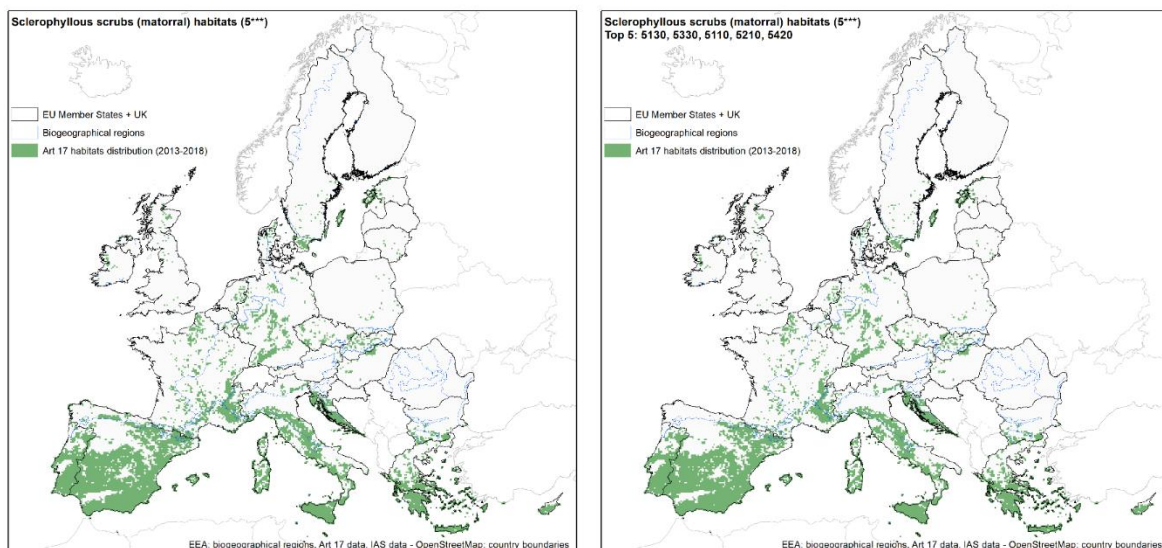 Sclerophyllous scrubs (matorral) habitats (5***)
EU Member States + UK
Biogeographical regions
Art 17 habitats distribution (2013-2018)
EEA: biogeographical regions, Art 17 data, IAS data - OpenStreetMap: country boundaries
Sclerophyllous scrubs (matorral) habitats (5***)
Top 5: 5130, 5330, 5110, 5210, 5420
EU Member States + UK
Biogeographical regions
Art 17 habitats distribution (2013-2018)
EEA: biogeographical regions, Art 17 data, IAS data - OpenStreetMap: country boundaries